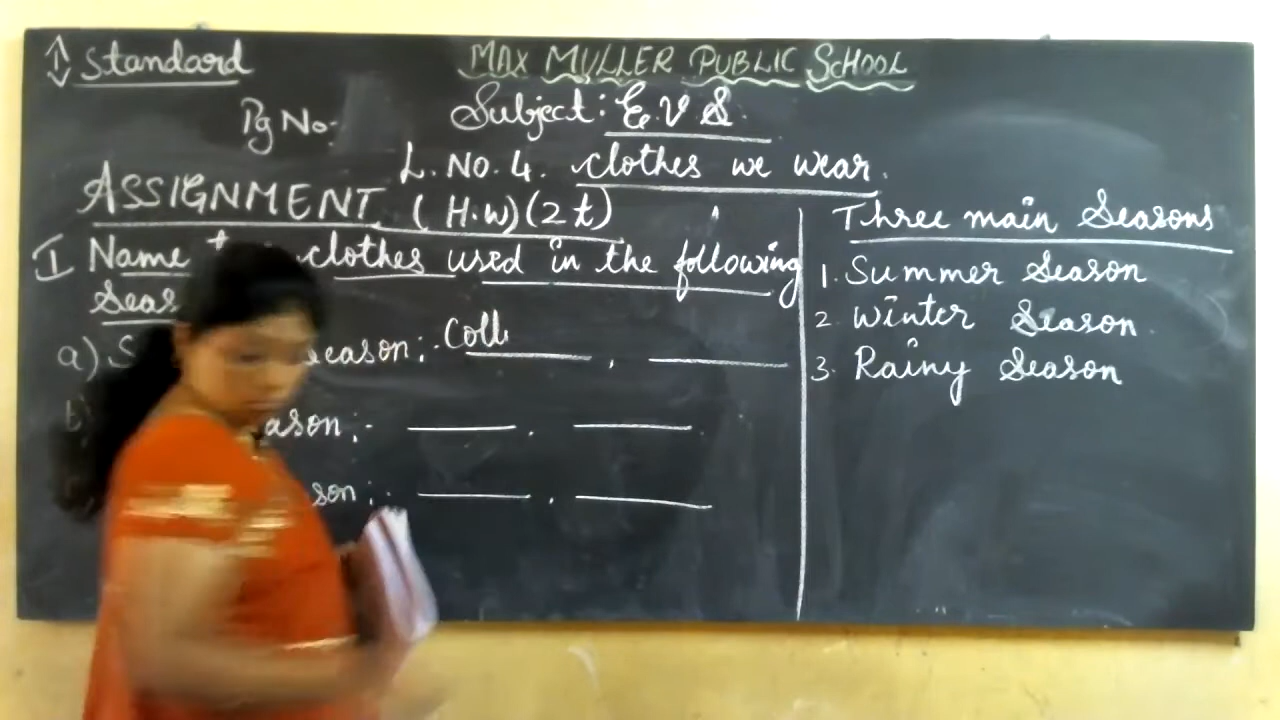 Standard
MAX MULLER PUBLIC SCHOOL
Pg No:-
Subject: E.V.S.
L. NO. 4. clothes we wear.
ASSIGNMENT (H.W)(2t)
I Name clothes used in the following
a) Season:- Coll ,
ason:- .
son:- .
Three main Seasons
1. Summer Season
2 Winter Season.
3. Rainy Season